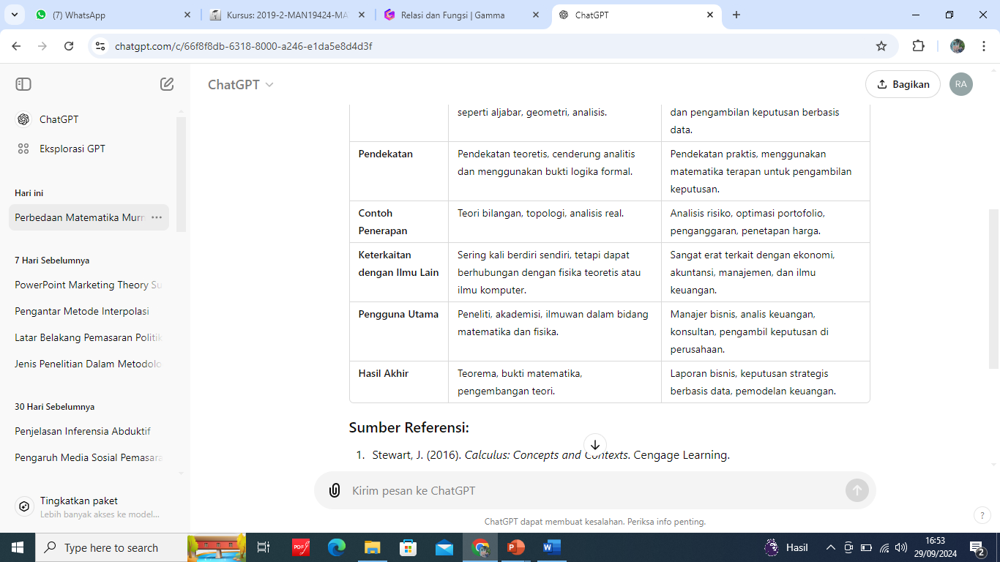 (7) WhatsApp
Kursus: 2019-2-MAN19424-MA
Relasi dan Fungsi | Gamma
ChatGPT
chatgpt.com/c/66f8f8db-6318-8000-a246-e1da5e8d4d3f
ChatGPT
Eksplorasi GPT
Hari ini
Perbedaan Matematika Murn
7 Hari Sebelumnya
PowerPoint Marketing Theory Su
Pengantar Metode Interpolasi
Latar Belakang Pemasaran Politik
Jenis Penelitian Dalam Metodolo
30 Hari Sebelumnya
Penjelasan Inferensia Abduktif
Pengaruh Media Sosial Pemasara
Tingkatkan paket
Lebih banyak akses ke model...
ChatGPT
Bagikan
RA
seperti aljabar, geometri, analisis.
dan pengambilan keputusan berbasis
data.
Pendekatan
Pendekatan teoretis, cenderung analitis
dan menggunakan bukti logika formal.
Pendekatan praktis, menggunakan
matematika terapan untuk pengambilan
keputusan.
Contoh
Penerapan
Teori bilangan, topologi, analisis real.
Analisis risiko, optimasi portofolio,
penganggaran, penetapan harga.
Keterkaitan
dengan Ilmu Lain
Sering kali berdiri sendiri, tetapi dapat
berhubungan dengan fisika teoretis atau
ilmu komputer.
Sangat erat terkait dengan ekonomi,
akuntansi, manajemen, dan ilmu
keuangan.
Pengguna Utama
Peneliti, akademisi, ilmuwan dalam bidang
matematika dan fisika.
Manajer bisnis, analis keuangan,
konsultan, pengambil keputusan di
perusahaan.
Hasil Akhir
Teorema, bukti matematika,
pengembangan teori.
Laporan bisnis, keputusan strategis
berbasis data, pemodelan keuangan.
Sumber Referensi:
1. Stewart, J. (2016). Calculus: Concepts and Contexts. Cengage Learning.
Kirim pesan ke ChatGPT
ChatGPT dapat membuat kesalahan. Periksa info penting.
?
Type here to search
PDF
Hasil
16:53
29/09/2024
2